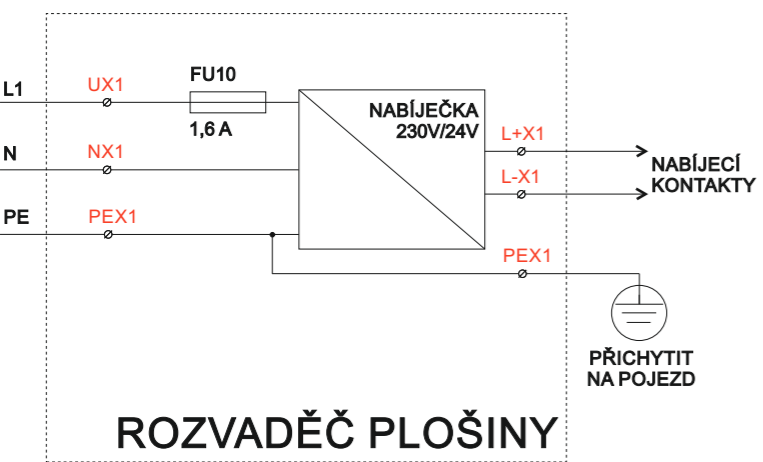 L1
UX1
FU10
1,6 A
NABÍJEČKA
230V/24V
N
NX1
L+X1
L-X1
NABÍJECÍ
KONTAKTY
PE
PEX1
PEX1
PŘICHYTIT
NA POJEZD
ROZVADĚČ PLOŠINY